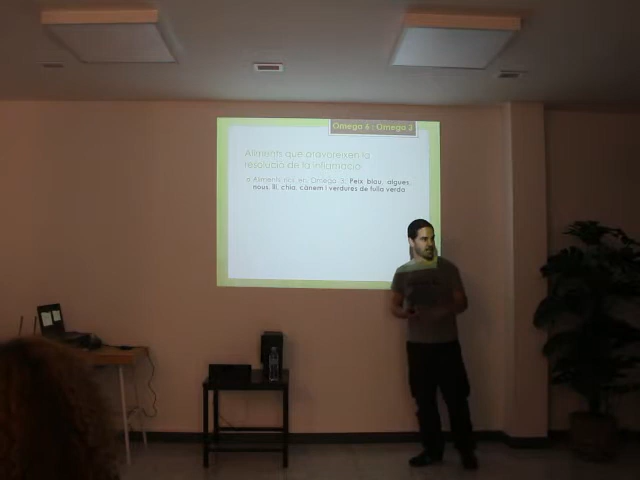 Omega 6 : Omega 3
Aliments que afavoreixen la
resolució de la inflamació
Aliments rics en Omega 3: Peix blau, algues,
nous, lli, chia, cànem i verdures de fulla verda